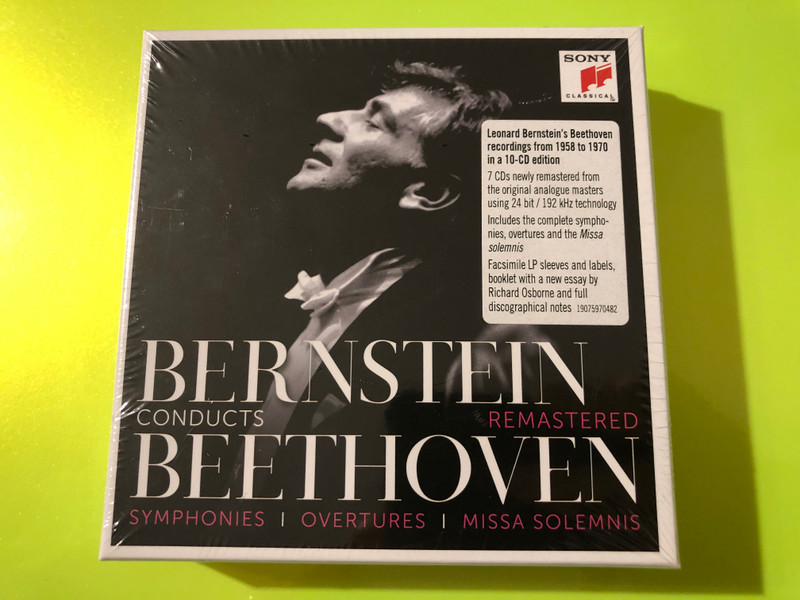 SONY
CLASSICAL
Leonard Bernstein's Beethoven
recordings from 1958 to 1970
in a 10-CD edition
7 CDs newly remastered from
the original analogue masters
using 24 bit / 192 kHz technology
Includes the complete sympho-
nies, overtures and the Missa
solemnis
Facsimile LP sleeves and labels,
booklet with a new essay by
Richard Osborne and full
discographical notes 19075970482
BERNSTEIN
CONDUCTS REMASTERED
BEETHOVEN
SYMPHONIES | OVERTURES | MISSA SOLEMNIS